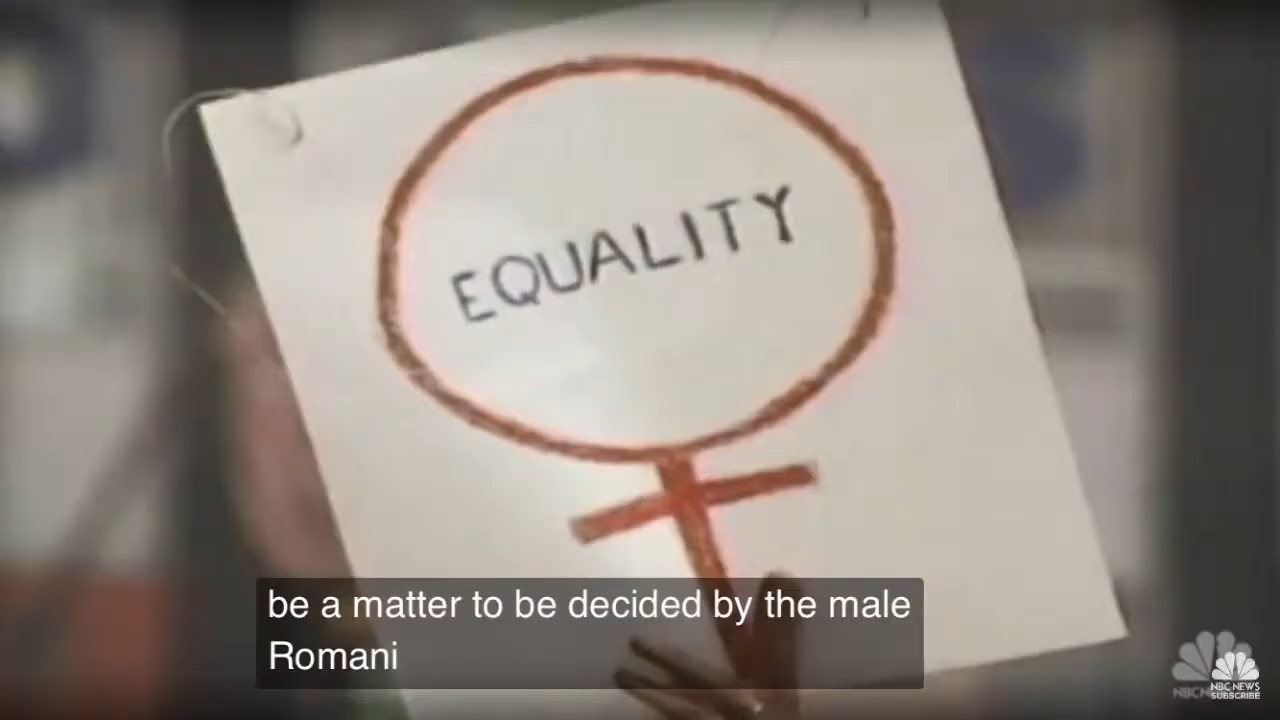 EQUALITY
be a matter to be decided by the male
Romani
NBC NEWS
SUBSCRIBE